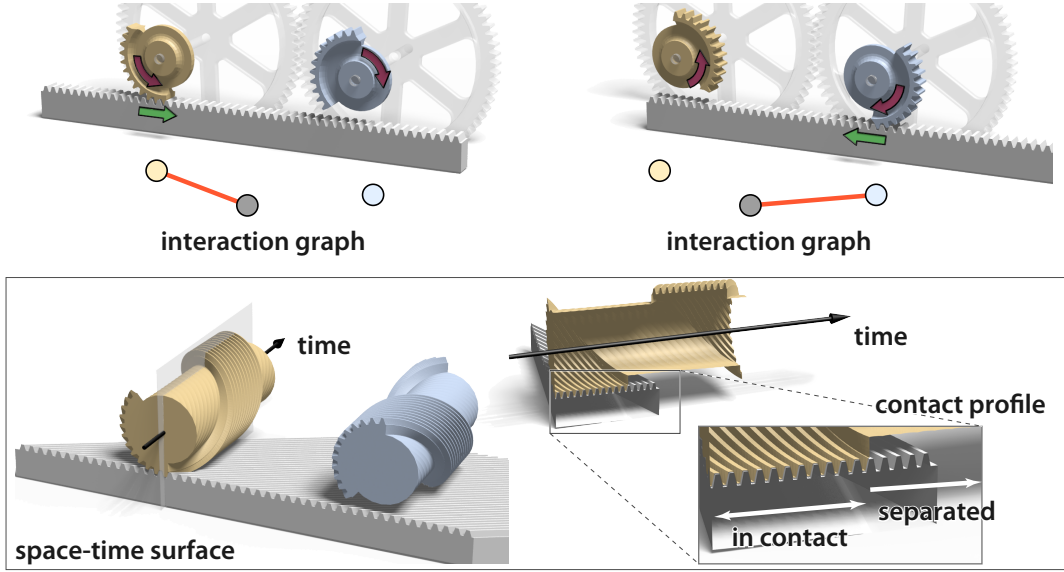 interaction graph
interaction graph
time
time
contact profile
separated
in contact
space-time surface